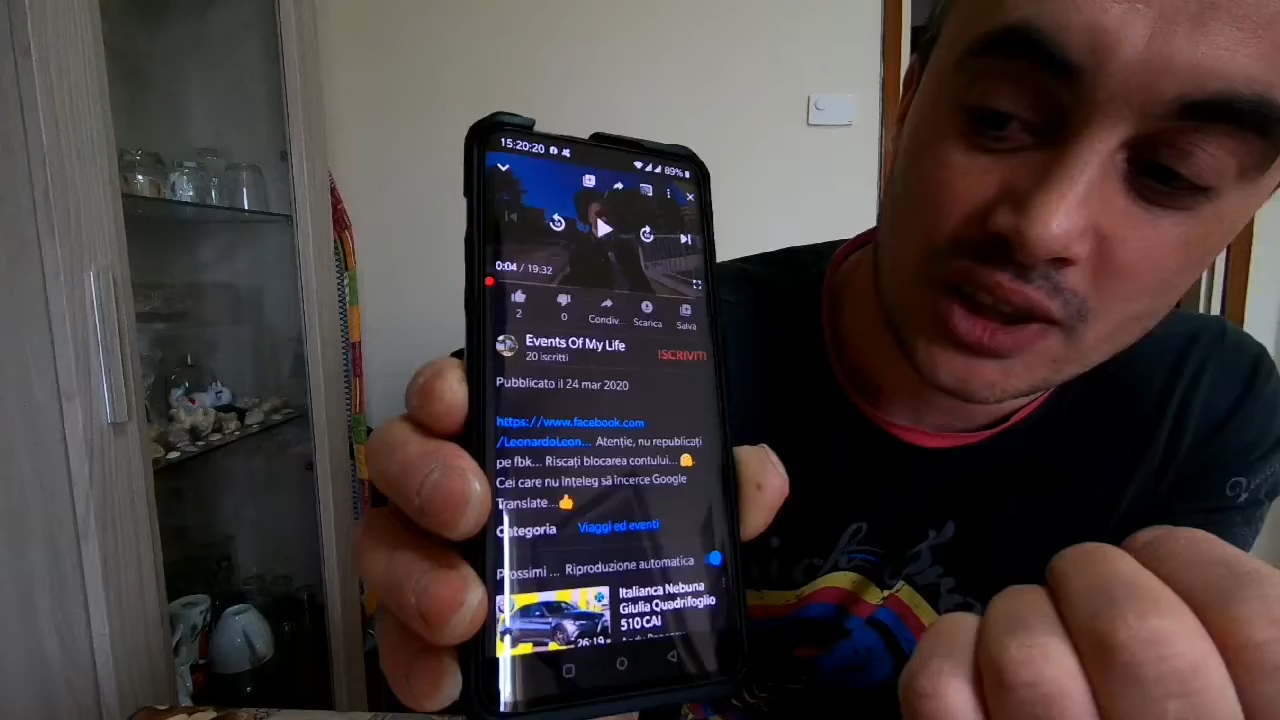 15:20:20
89%
0:04 / 19:32
2
0
Condiv...
Scarica
Salva
Events Of My Life
20 iscritti
ISCRIVITI
Pubblicato il 24 mar 2020
https://www.facebook.com
/LeonardoLeon... Atenție, nu republicați
pe fbk... Riscați blocarea contului...🤗.
Cei care nu înțeleg să încerce Google
Translate...👍
Categoria
Viaggi ed eventi
Prossimi ...
Riproduzione automatica
Italianca Nebuna
Giulia Quadrifoglio
510 CAI
26:19